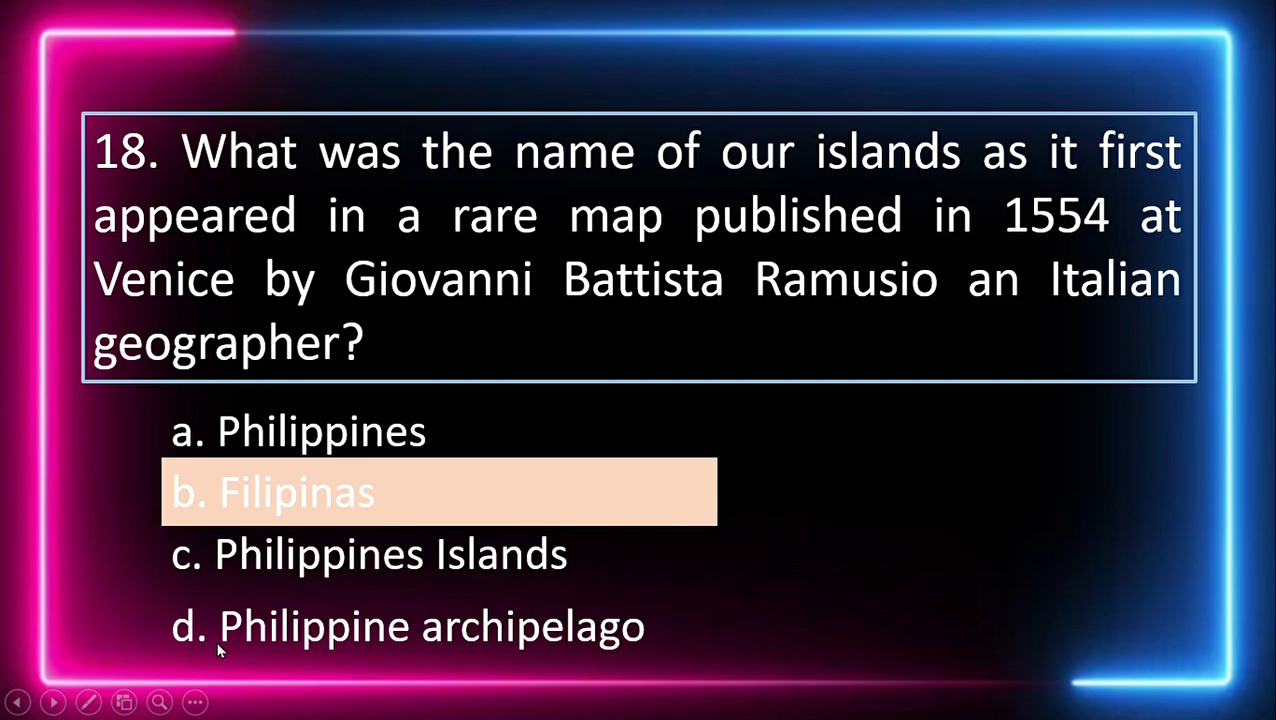 18. What was the name of our islands as it first
appeared in a rare map published in 1554 at
Venice by Giovanni Battista Ramusio an Italian
geographer?
a. Philippines
b. Filipinas
c. Philippines Islands
d. Philippine archipelago